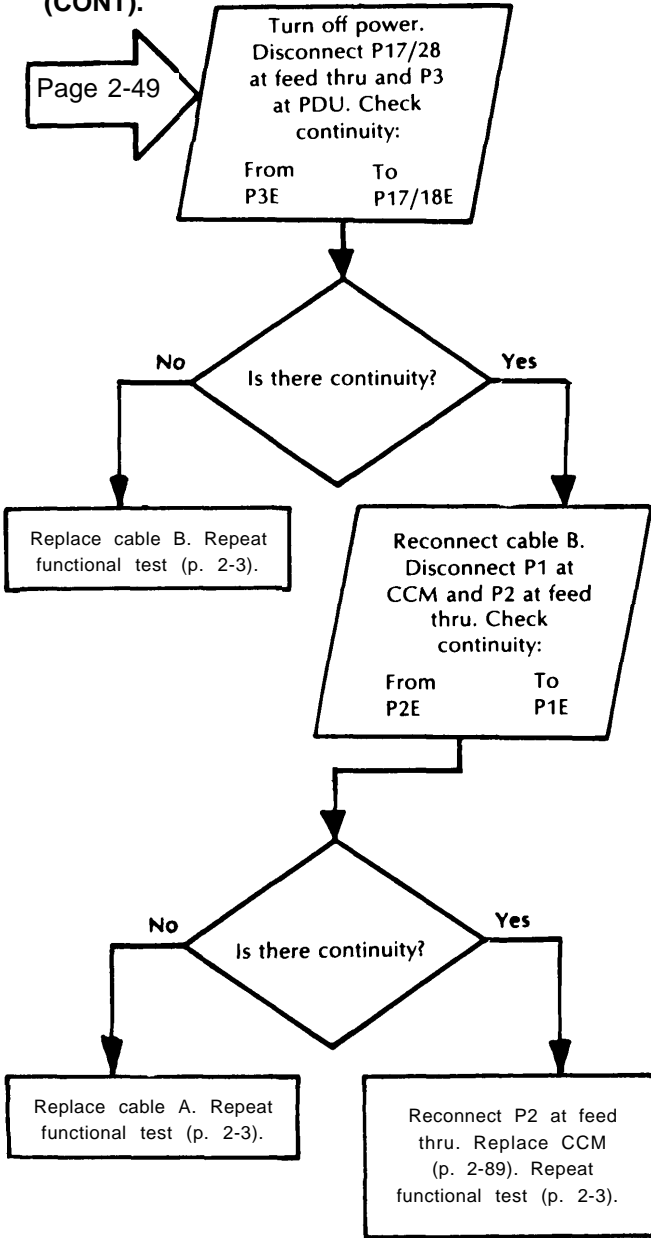 (CONT).
Page 2-49
Turn off power.
Disconnect P17/28
at feed thru and P3
at PDU. Check
continuity:
From To
P3E P17/18E
Is there continuity?
No
Yes
Replace cable B. Repeat
functional test (p. 2-3).
Reconnect cable B.
Disconnect P1 at
CCM and P2 at feed
thru. Check
continuity:
From To
P2E P1E
Is there continuity?
No
Yes
Replace cable A. Repeat
functional test (p. 2-3).
Reconnect P2 at feed
thru. Replace CCM
(p. 2-89). Repeat
functional test (p. 2-3).